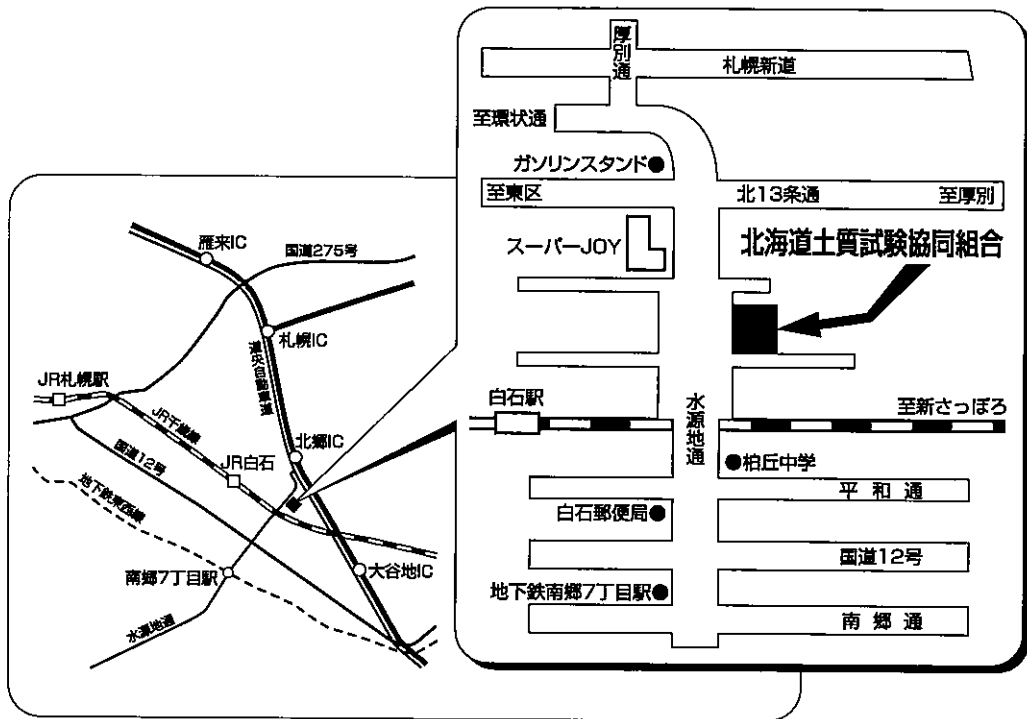 厚別通
札幌新道
至環状通
ガソリンスタンド
至東区
北13条通
至厚別
スーパーJOY
北海道土質試験協同組合
白石駅
水源地通
至新さっぽろ
柏丘中学
平和通
白石郵便局
国道12号
地下鉄南郷7丁目駅
南郷通
雁来IC
国道275号
札幌IC
道央自動車道
JR札幌駅
JR千歳線
北郷IC
国道12号
JR白石
地下鉄東西線
南郷7丁目駅
大谷地IC
水源地通